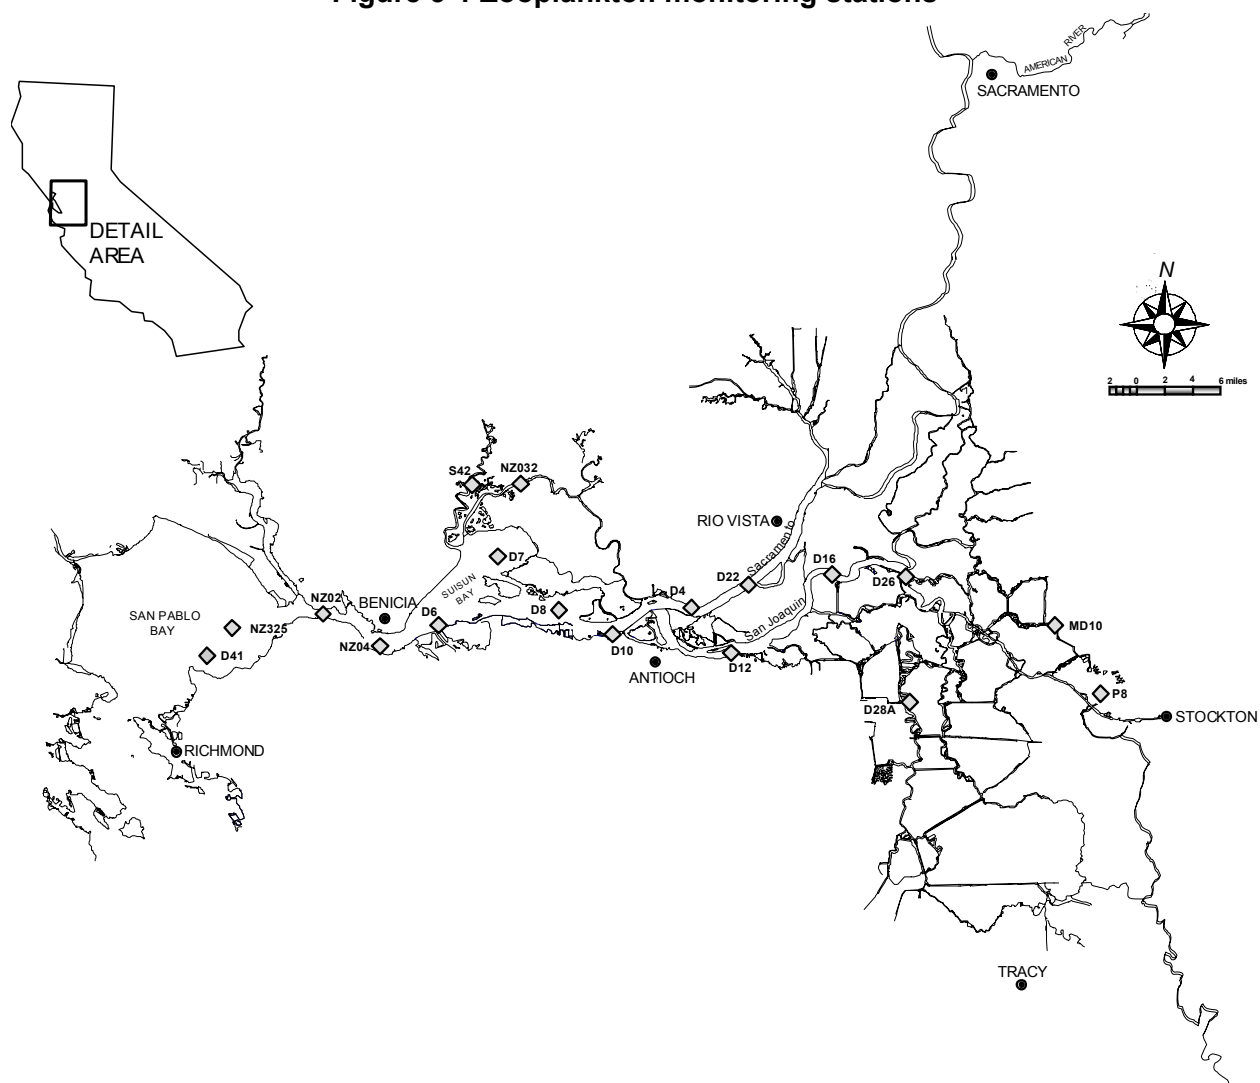 Figure Zooplankton monitoring stations
AMERICAN RIVER
SACRAMENTO
DETAIL
AREA
N
2 0 2 4 6 miles
S42
NZ032
RIO VISTA
Sacramento
D7
D16
D22
D26
SUISUN
BAY
D4
NZ02
BENICIA
D6
D8
San Joaquin
SAN PABLO
BAY
NZ325
MD10
NZ04
D10
D12
D41
ANTIOCH
P8
D28A
STOCKTON
RICHMOND
TRACY